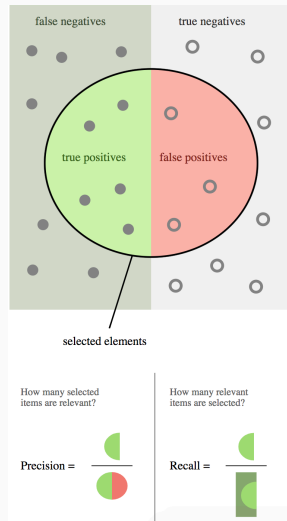 false negatives
true negatives
true positives
false positives
selected elements
How many selected
items are relevant?
How many relevant
items are selected?
Precision =
Recall =